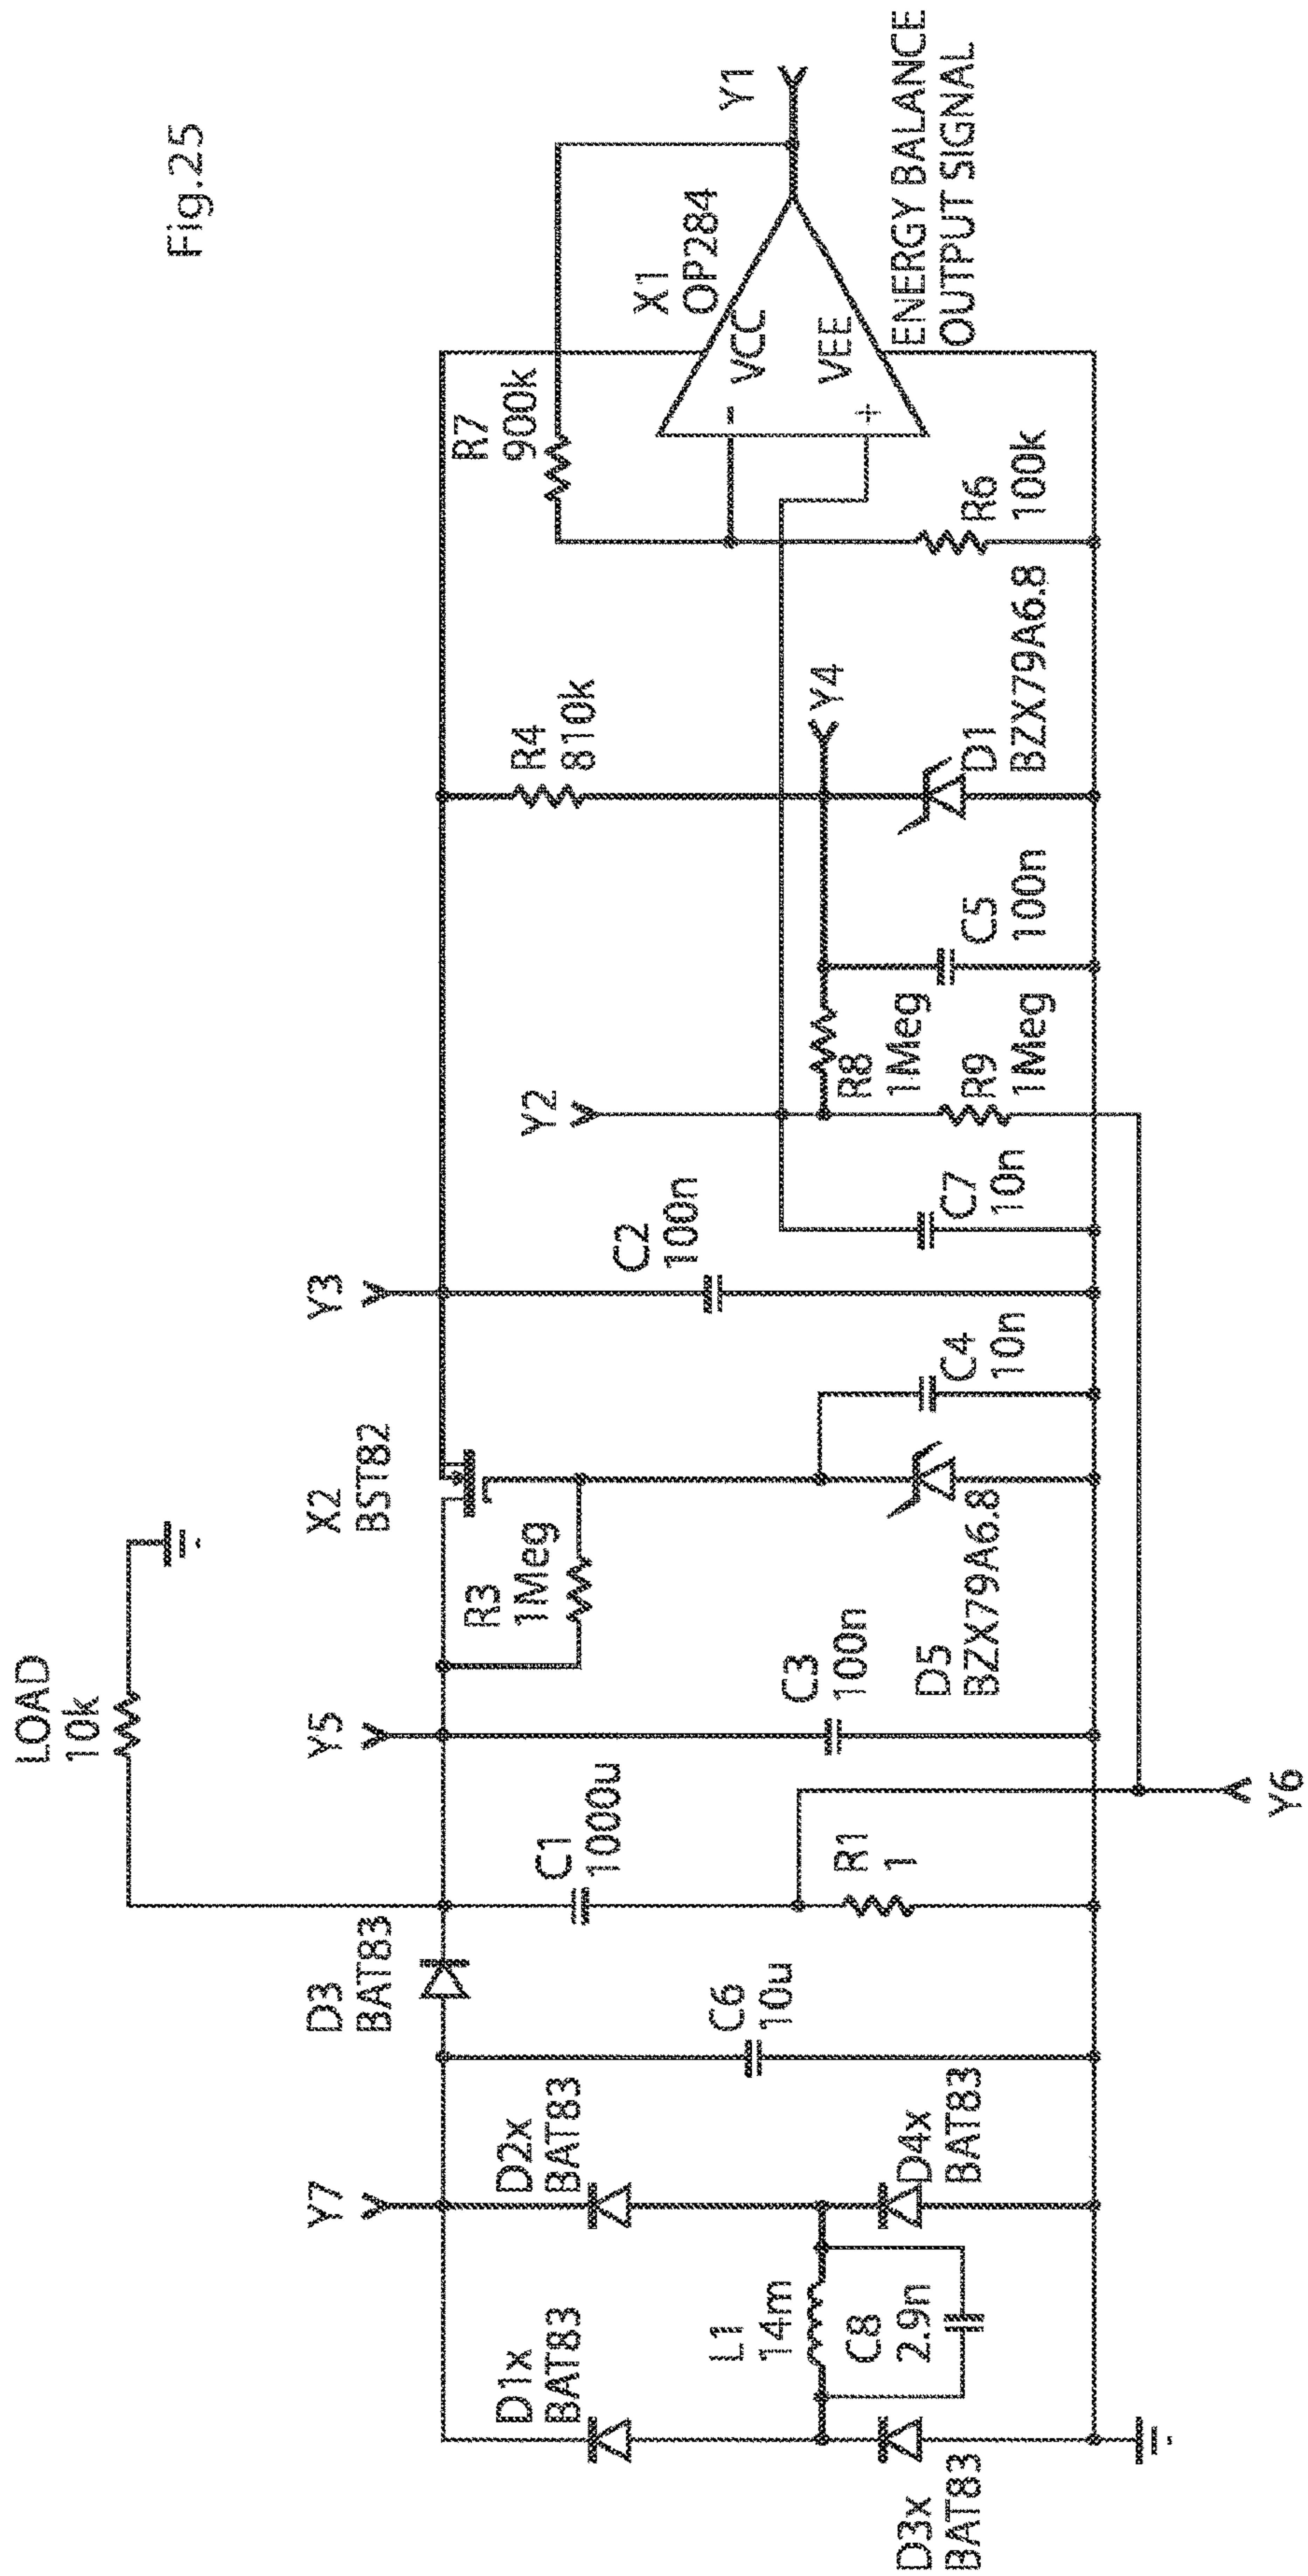 Fig.25
LOAD
10k
Y7
D3
BAT83
Y5
X2
BST82
Y3
D1x
BAT83
D2x
BAT83
C1
1000u
R3
1Meg
Y2
R4
810k
R7
900k
C6
10u
C2
100n
X1
OP284
Y1
L1
14m
C3
100n
VCC
-
Y4
C8
2.9n
R1
1
R8
1Meg
VEE
+
D3x
BAT83
D4x
BAT83
D5
BZX79A6.8
C4
10n
C7
10n
R9
1Meg
C5
100n
D1
BZX79A6.8
R6
100k
ENERGY BALANCE
OUTPUT SIGNAL
Y6